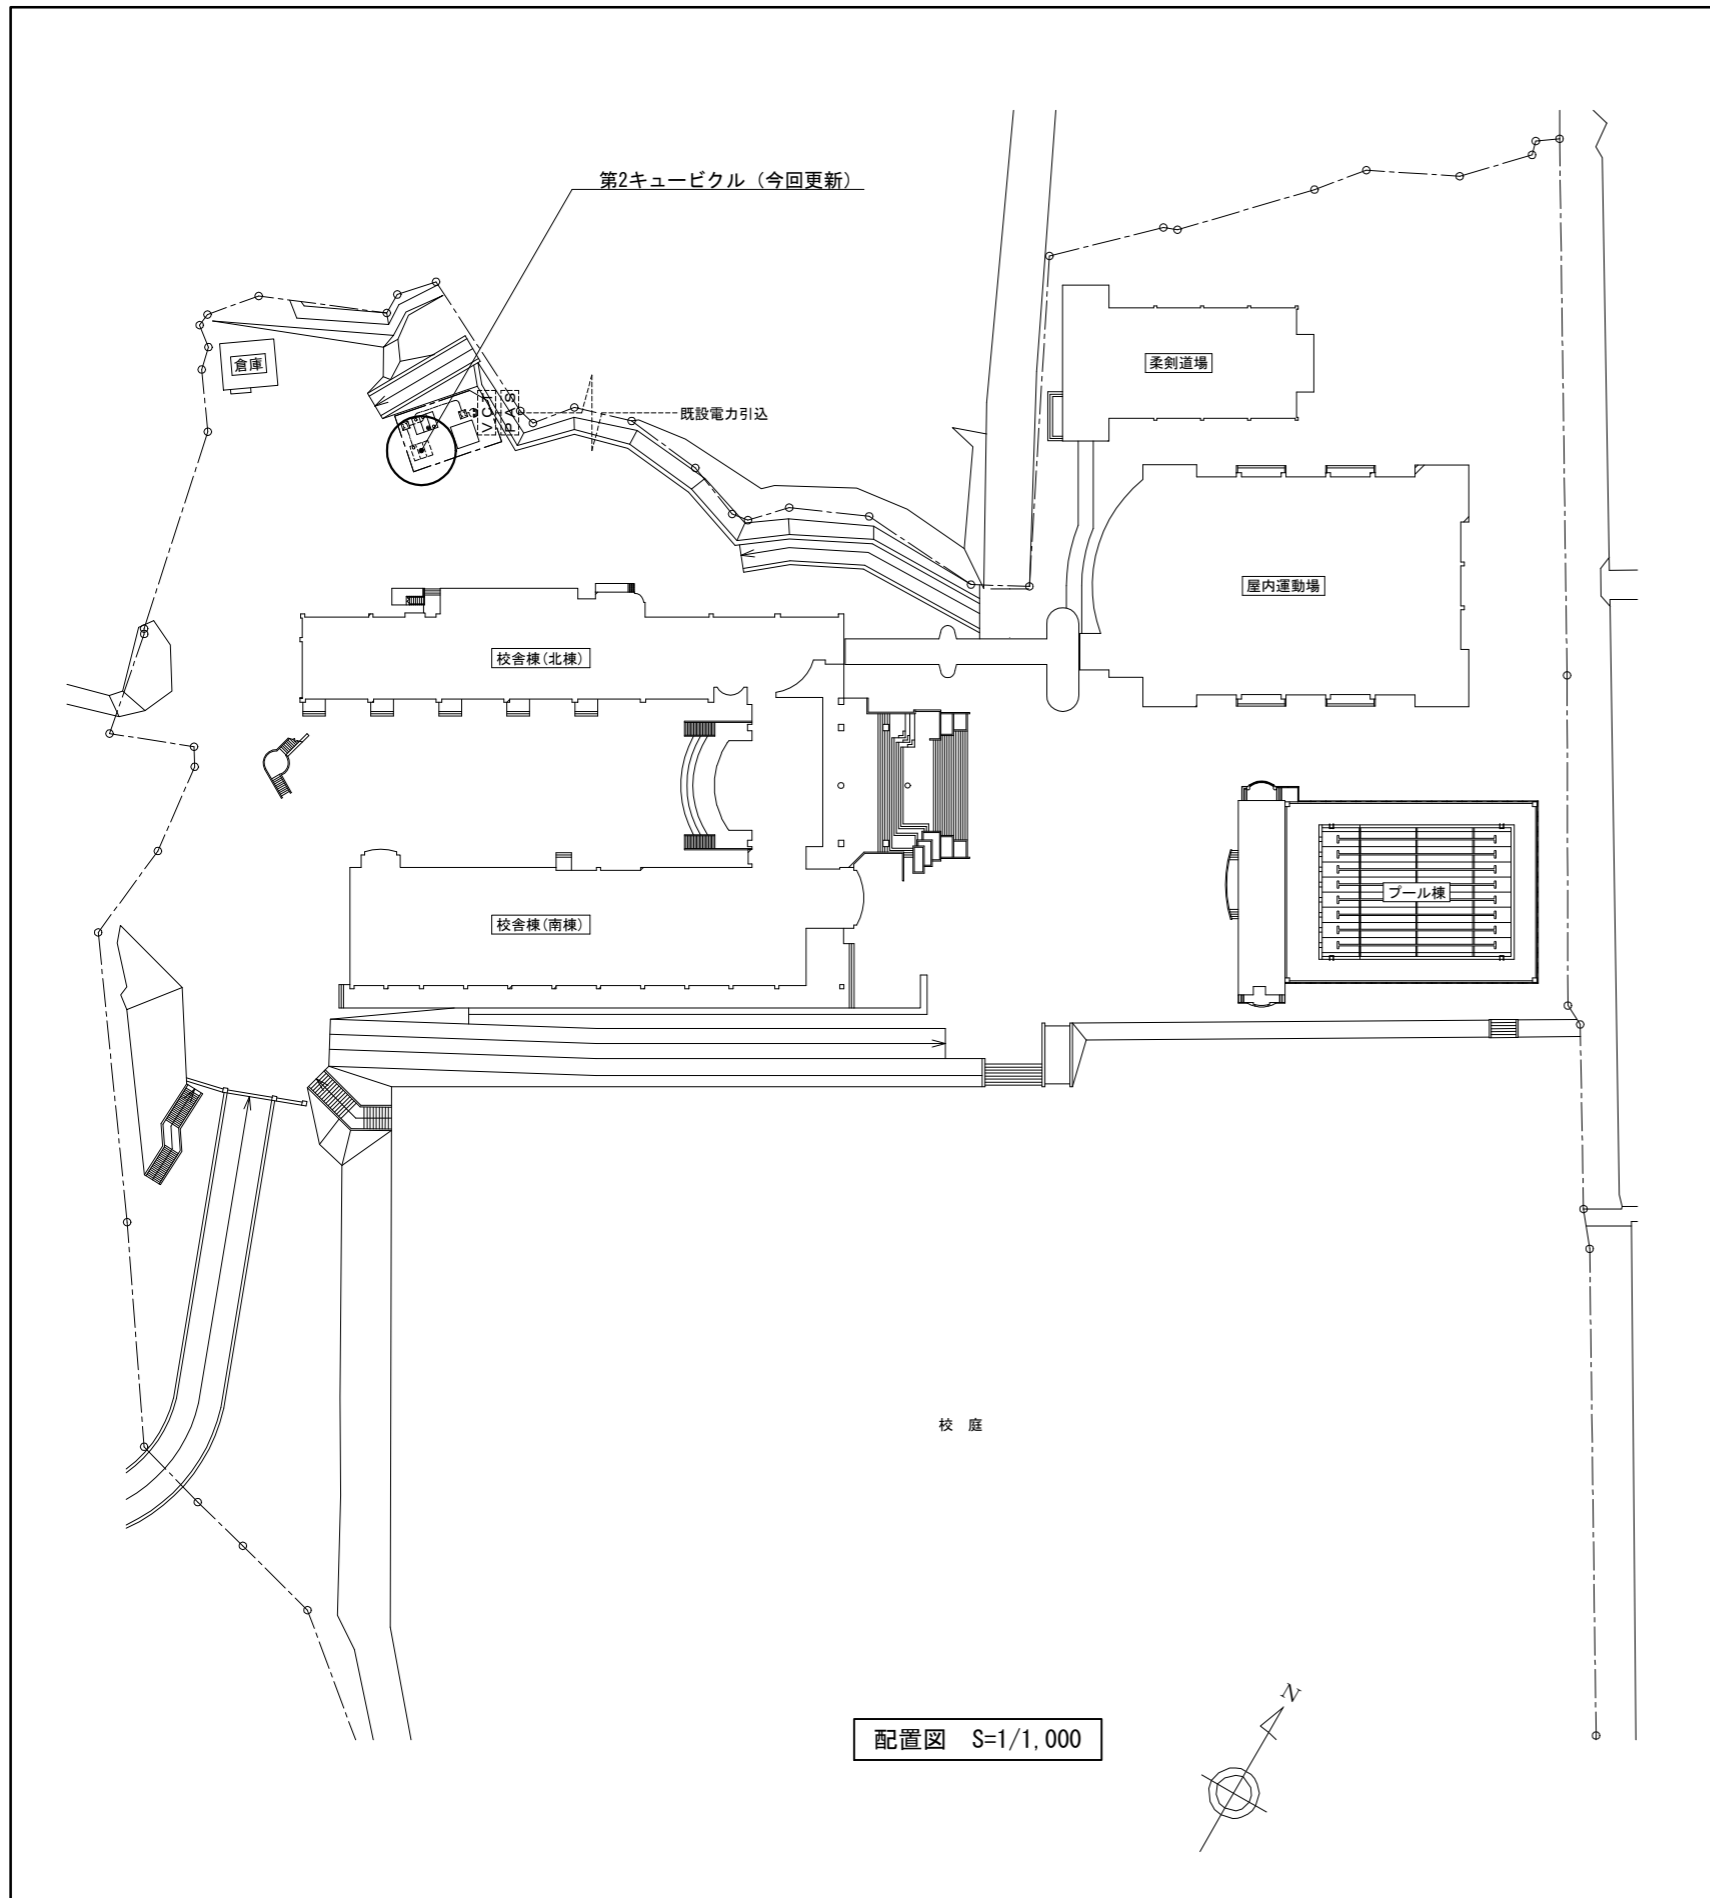 第2キュービクル（今回更新）
倉庫
VCT
PAS
既設電力引込
柔剣道場
屋内運動場
校舎棟(北棟)
プール棟
校舎棟(南棟)
校　庭
N
配置図　S=1/1,000